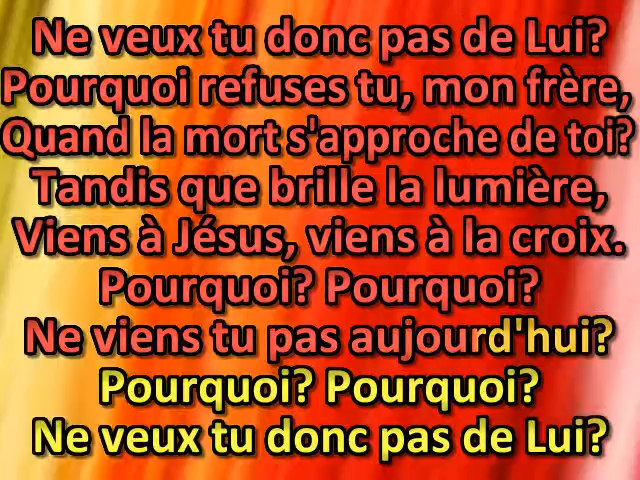 Ne veux tu donc pas de Lui?
Pourquoi refuses tu, mon frère,
Quand la mort s'approche de toi?
Tandis que brille la lumière,
Viens à Jésus, viens à la croix.
Pourquoi? Pourquoi?
Ne viens tu pas aujourd'hui?
Pourquoi? Pourquoi?
Ne veux tu donc pas de Lui?